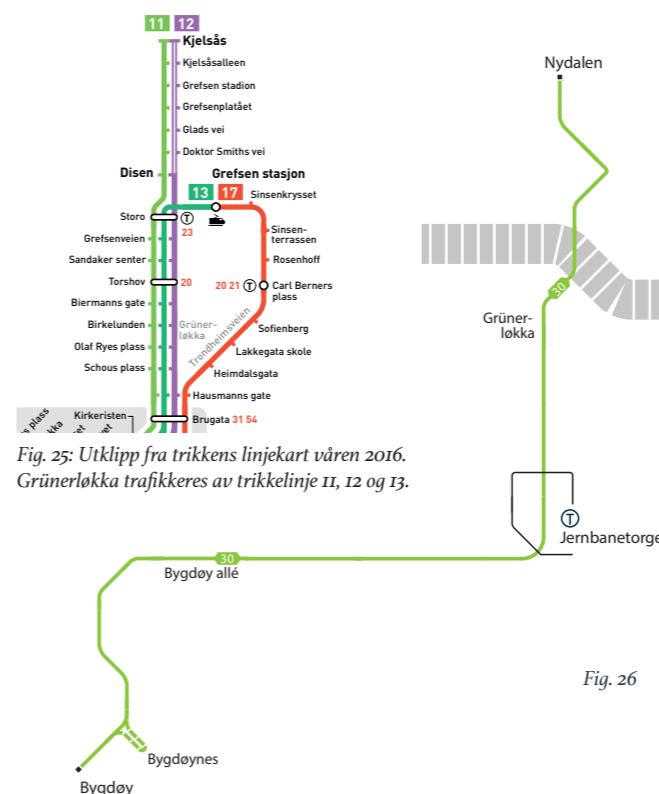 11 12
Kjelsås
Kjelsåsalleen
Grefsen stadion
Grefsenplatået
Glads vei
Doktor Smiths vei
Disen
Grefsen stasjon
13 17
Sinsenkrysset
Storo
T
23
Sinsen-
terrassen
Grefsenveien
Sandaker senter
Rosenhoff
Torshov
20
20 21 T
Carl Berners
plass
Biermanns gate
Birkelunden
Grüner-
løkka
Trondheimsveien
Sofienberg
Olaf Ryes plass
Lakkegata skole
Schous plass
Heimdalsgata
Hausmanns gate
plass
Kirkeristen
Brugata 31 54
Fig. 25: Utklipp fra trikkens linjekart våren 2016.
Grünerløkka trafikkeres av trikkelinje 11, 12 og 13.
Nydalen
30
Grüner-
løkka
T
Jernbanetorge
30
Bygdøy allé
Fig. 26
Bygdøynes
Bygdøy